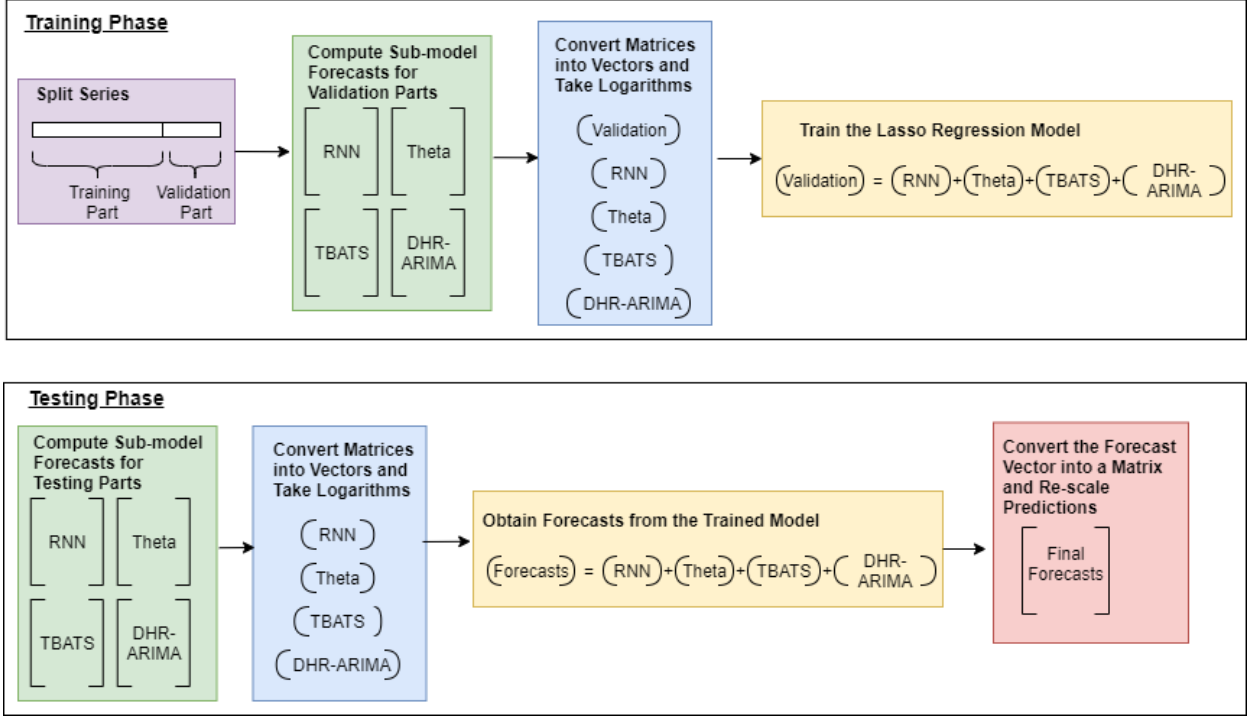 Training Phase
Split Series
Training
Part
Validation
Part
Compute Sub-model
Forecasts for
Validation Parts
RNN
Theta
TBATS
DHR-
ARIMA
Convert Matrices
into Vectors and
Take Logarithms
(Validation)
(RNN)
(Theta)
(TBATS)
(DHR-ARIMA)
Train the Lasso Regression Model
(Validation) = (RNN)+(Theta)+(TBATS)+(DHR-
ARIMA)
Testing Phase
Compute Sub-model
Forecasts for
Testing Parts
RNN
Theta
TBATS
DHR-
ARIMA
Convert Matrices
into Vectors and
Take Logarithms
(RNN)
(Theta)
(TBATS)
(DHR-ARIMA)
Obtain Forecasts from the Trained Model
(Forecasts) = (RNN)+(Theta)+(TBATS)+(DHR-
ARIMA)
Convert the Forecast
Vector into a Matrix
and Re-scale
Predictions
Final
Forecasts